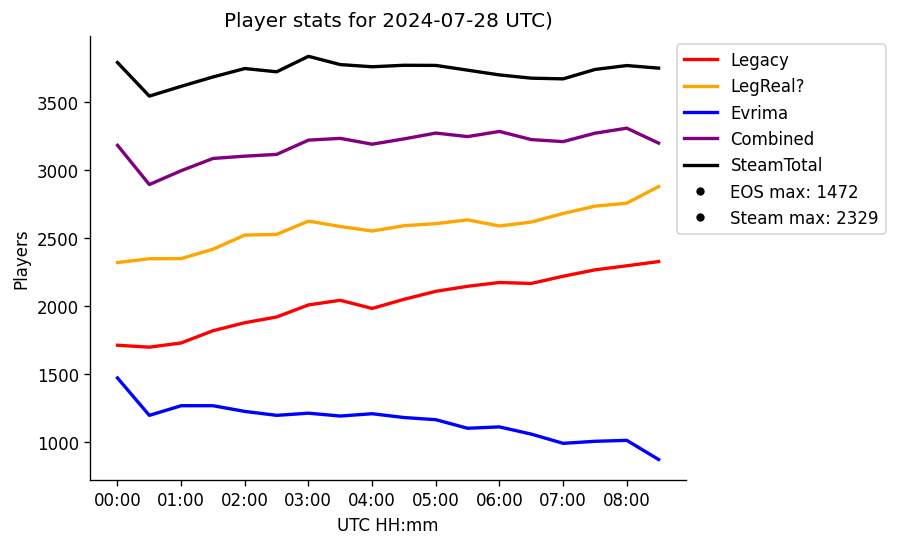 Player stats for 2024-07-28 UTC)
Legacy
LegReal?
Evrima
Combined
SteamTotal
EOS max: 1472
Steam max: 2329
Players
3500
3000
2500
2000
1500
1000
00:00 01:00 02:00 03:00 04:00 05:00 06:00 07:00 08:00
UTC HH:mm